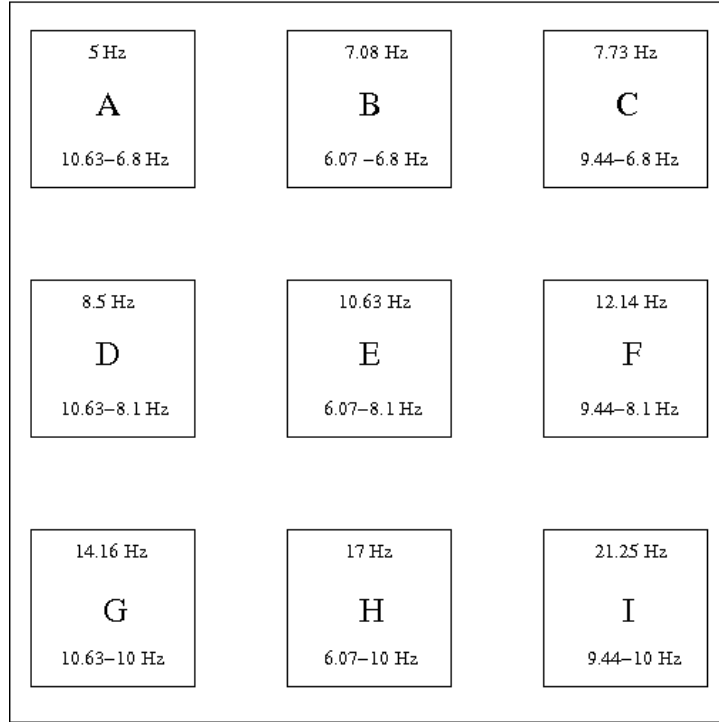 5 Hz
A
10.63–6.8 Hz
7.08 Hz
B
6.07 –6.8 Hz
7.73 Hz
C
9.44–6.8 Hz
8.5 Hz
D
10.63–8.1 Hz
10.63 Hz
E
6.07–8.1 Hz
12.14 Hz
F
9.44–8.1 Hz
14.16 Hz
G
10.63–10 Hz
17 Hz
H
6.07–10 Hz
21.25 Hz
I
9.44–10 Hz